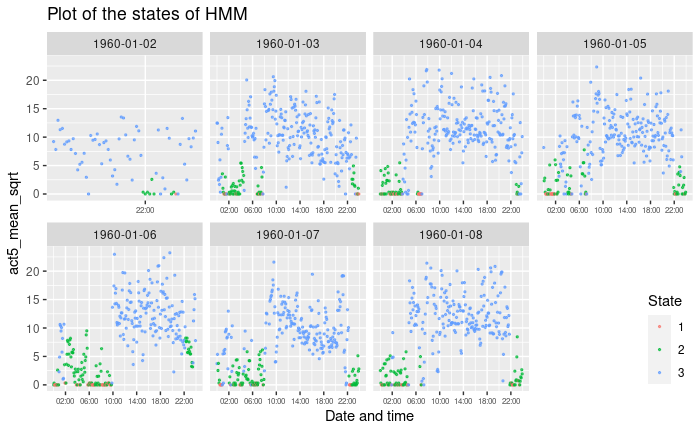 Plot of the states of HMM
1960-01-02 1960-01-03 1960-01-04 1960-01-05
20
15
10
5
0
22:00 02:00 06:00 10:00 14:00 18:00 22:00 02:00 06:00 10:00 14:00 18:00 22:00 02:00 06:00 10:00 14:00 18:00 22:00
act5_mean_sqrt
1960-01-06 1960-01-07 1960-01-08
20
15
10
5
0
02:00 06:00 10:00 14:00 18:00 22:00 02:00 06:00 10:00 14:00 18:00 22:00 02:00 06:00 10:00 14:00 18:00 22:00
Date and time
State
1
2
3